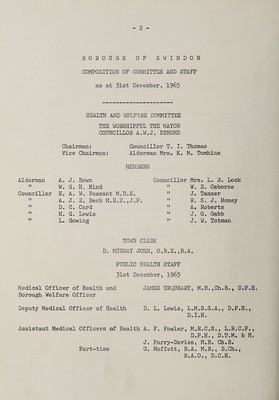 - 2 -
BOROUGH OF SWINDON
COMPOSITION OF COMMITTEE AND STAFF
as at 31st December, 1965
---------------------
HEALTH AND WELFARE COMMITTEE
THE WORSHIPFUL THE MAYOR
COUNCILLOR A.W.J. DYMOND
Chairman: Councillor T. I. Thomas
Vice Chairman: Alderman Mrs. K. M. Tomkins
MEMBERS
Alderman A. J. Bown Councillor Mrs. L. R. Lock
" W. G. H. Hind " W. E. Osborne
Councillor E. A. W. Beasant M.B.E. " J. Tanner
" A. J. E. Beck M.B.E., J.P. " R. S. J. Honey
" D. C. Card " A. Roberts
" H. G. Lewis " J. G. Gabb
" L. Gowing " J. W. Totman
TOWN CLERK
D. MURRAY JOHN, O.B.E., B.A.
PUBLIC HEALTH STAFF
31st December, 1965
Medical Officer of Health and JAMES URQUHART, M.B., Ch.B., D.P.H.
Borough Welfare Officer
Deputy Medical Officer of Health D. L. Lewis, L.M.S.S.A., D.P.H.,
D.I.H.
Assistant Medical Officers of Health A. F. Fowler, M.R.C.S., L.R.C.P.,
D.P.H., D.T.M. & H.
J. Parry-Davies, M.B. Ch.B.
Part-time G. Moffett, B.A. M.B., B.Ch.,
B.A.O., D.C.H.